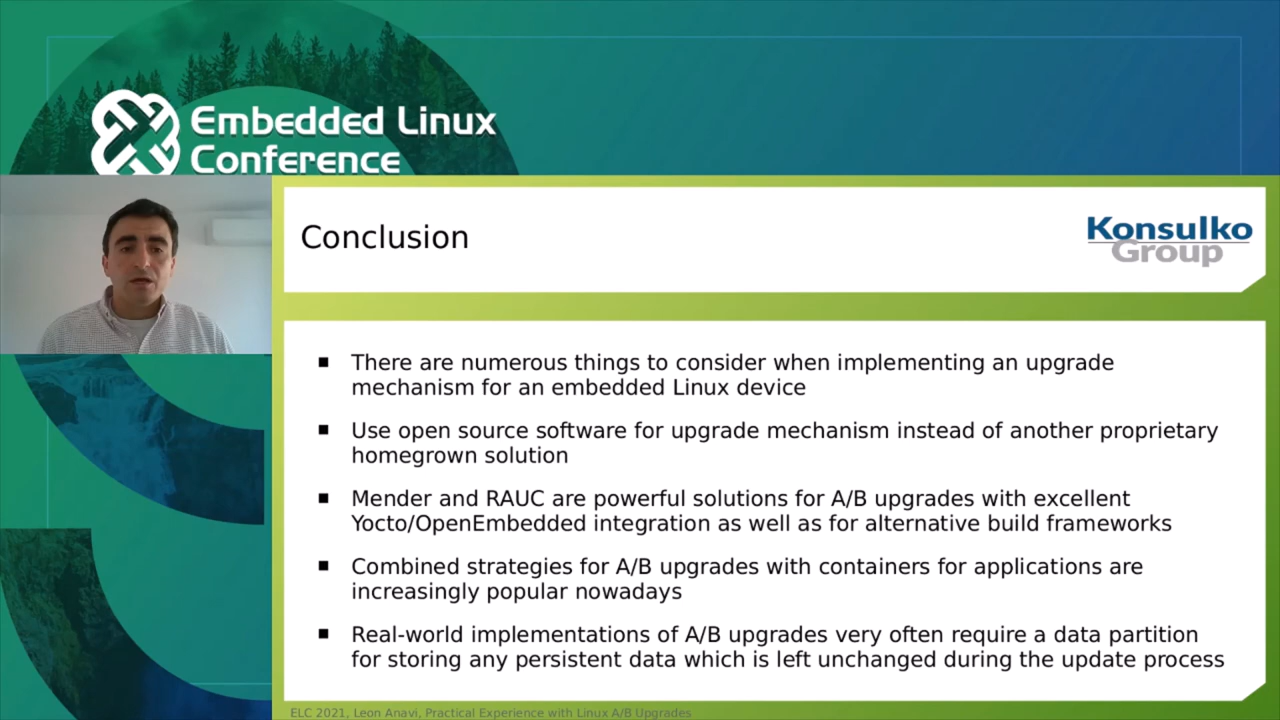 Embedded Linux
Conference
Conclusion
Konsulko
Group
■ There are numerous things to consider when implementing an upgrade
mechanism for an embedded Linux device
■ Use open source software for upgrade mechanism instead of another proprietary
homegrown solution
■ Mender and RAUC are powerful solutions for A/B upgrades with excellent
Yocto/OpenEmbedded integration as well as for alternative build frameworks
■ Combined strategies for A/B upgrades with containers for applications are
increasingly popular nowadays
■ Real-world implementations of A/B upgrades very often require a data partition
for storing any persistent data which is left unchanged during the update process
ELC 2021, Leon Anavi, Practical Experience with Linux A/B Upgrades